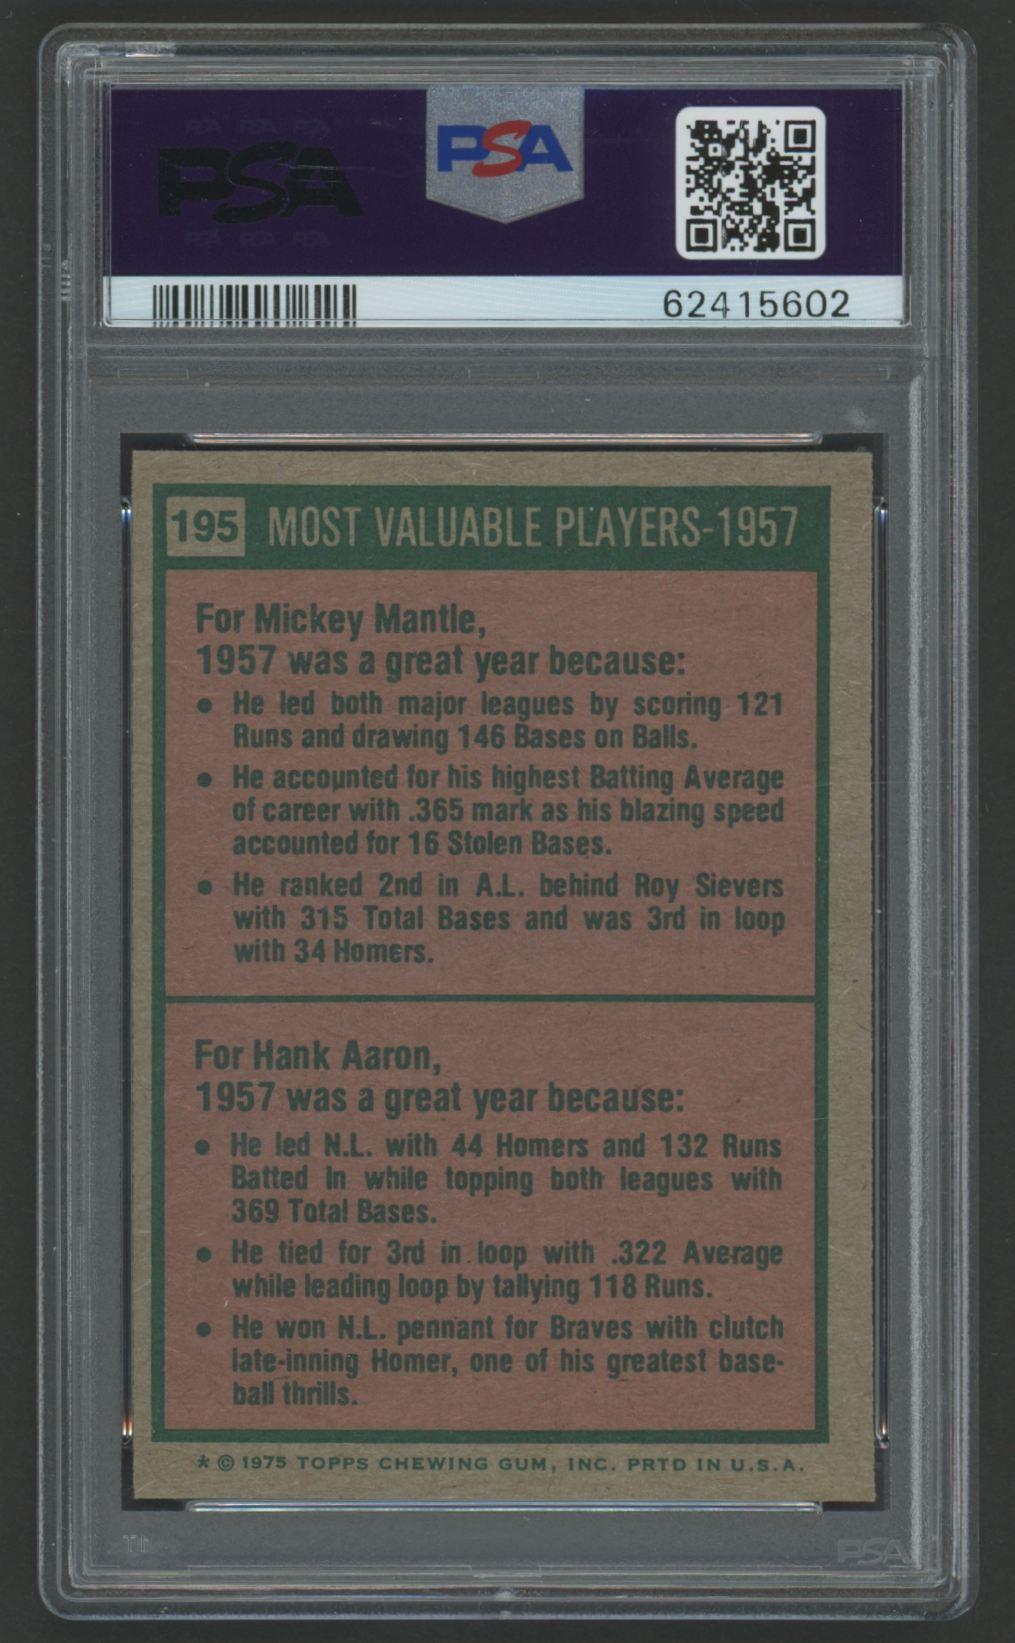 PSA PSA PSA
PSA
PSA
PSA PSA PSA
62415602
195 MOST VALUABLE PLAYERS-1957
For Mickey Mantle,
1957 was a great year because:
• He led both major leagues by scoring 121
Runs and drawing 146 Bases on Balls.
• He accounted for his highest Batting Average
of career with .365 mark as his blazing speed
accounted for 16 Stolen Bases.
• He ranked 2nd in A.L. behind Roy Sievers
with 315 Total Bases and was 3rd in loop
with 34 Homers.
For Hank Aaron,
1957 was a great year because:
• He led N.L. with 44 Homers and 132 Runs
Batted In while topping both leagues with
369 Total Bases.
• He tied for 3rd in loop with .322 Average
while leading loop by tallying 118 Runs.
• He won N.L. pennant for Braves with clutch
late-inning Homer, one of his greatest base-
ball thrills.
* © 1975 TOPPS CHEWING GUM, INC. PRTD IN U.S.A.
PSA